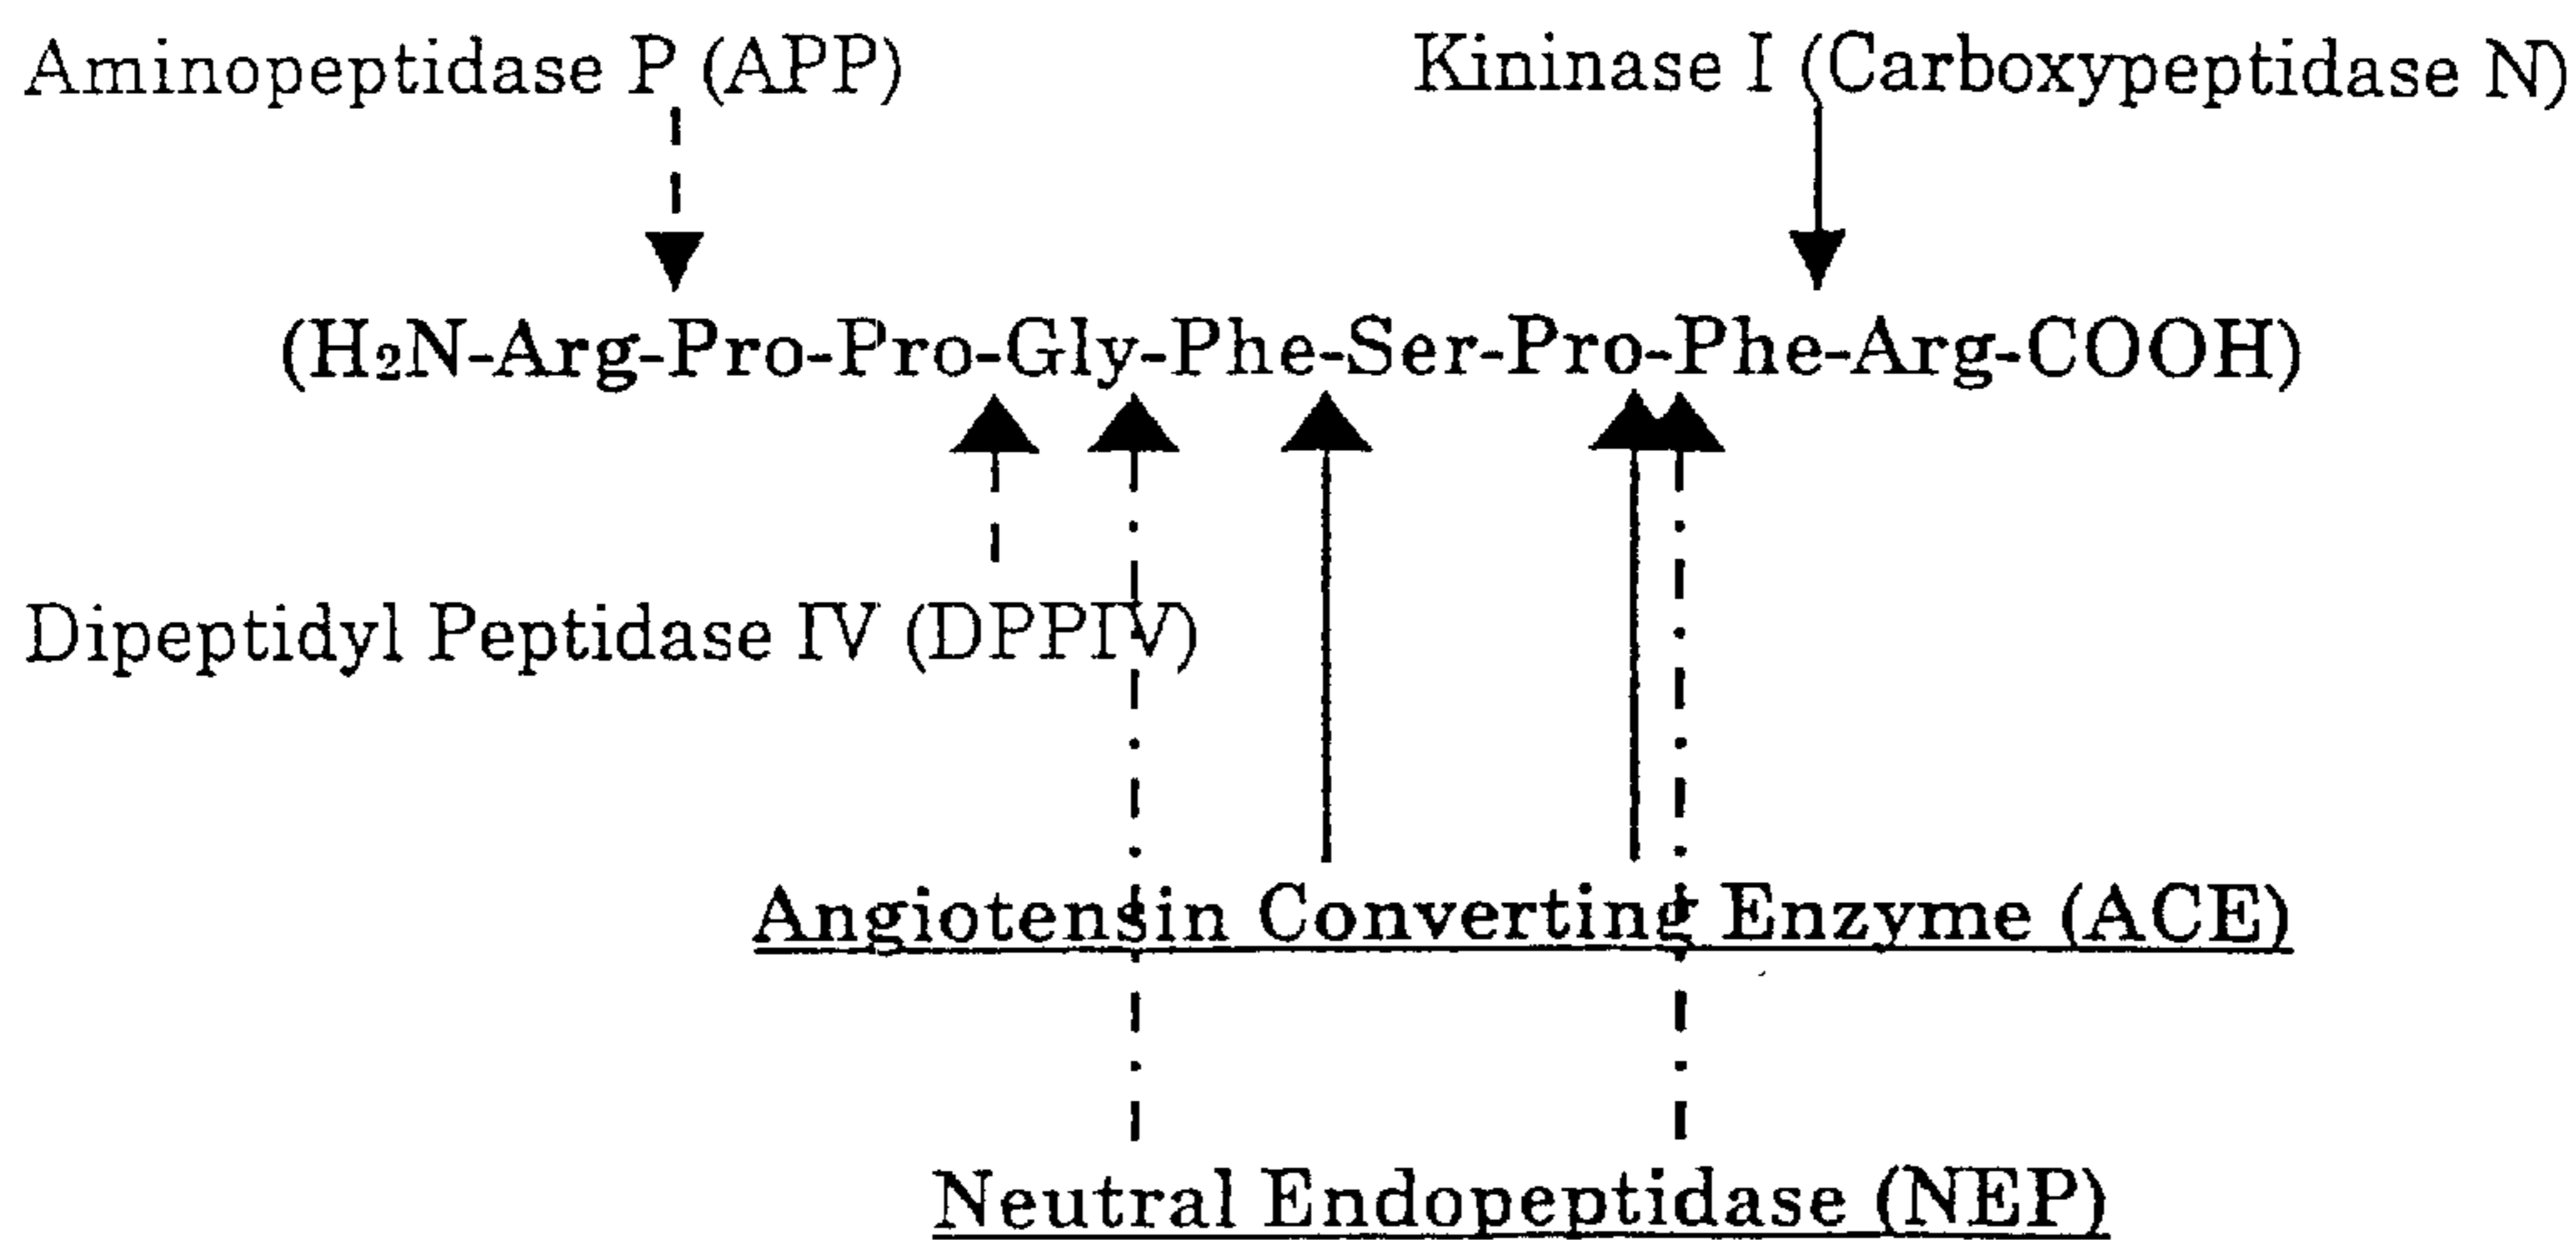 Aminopeptidase P (APP) Kininase I (Carboxypeptidase N)
(H₂N-Arg-Pro-Pro-Gly-Phe-Ser-Pro-Phe-Arg-COOH)
Dipeptidyl Peptidase IV (DPPIV)
Angiotensin Converting Enzyme (ACE)
Neutral Endopeptidase (NEP)